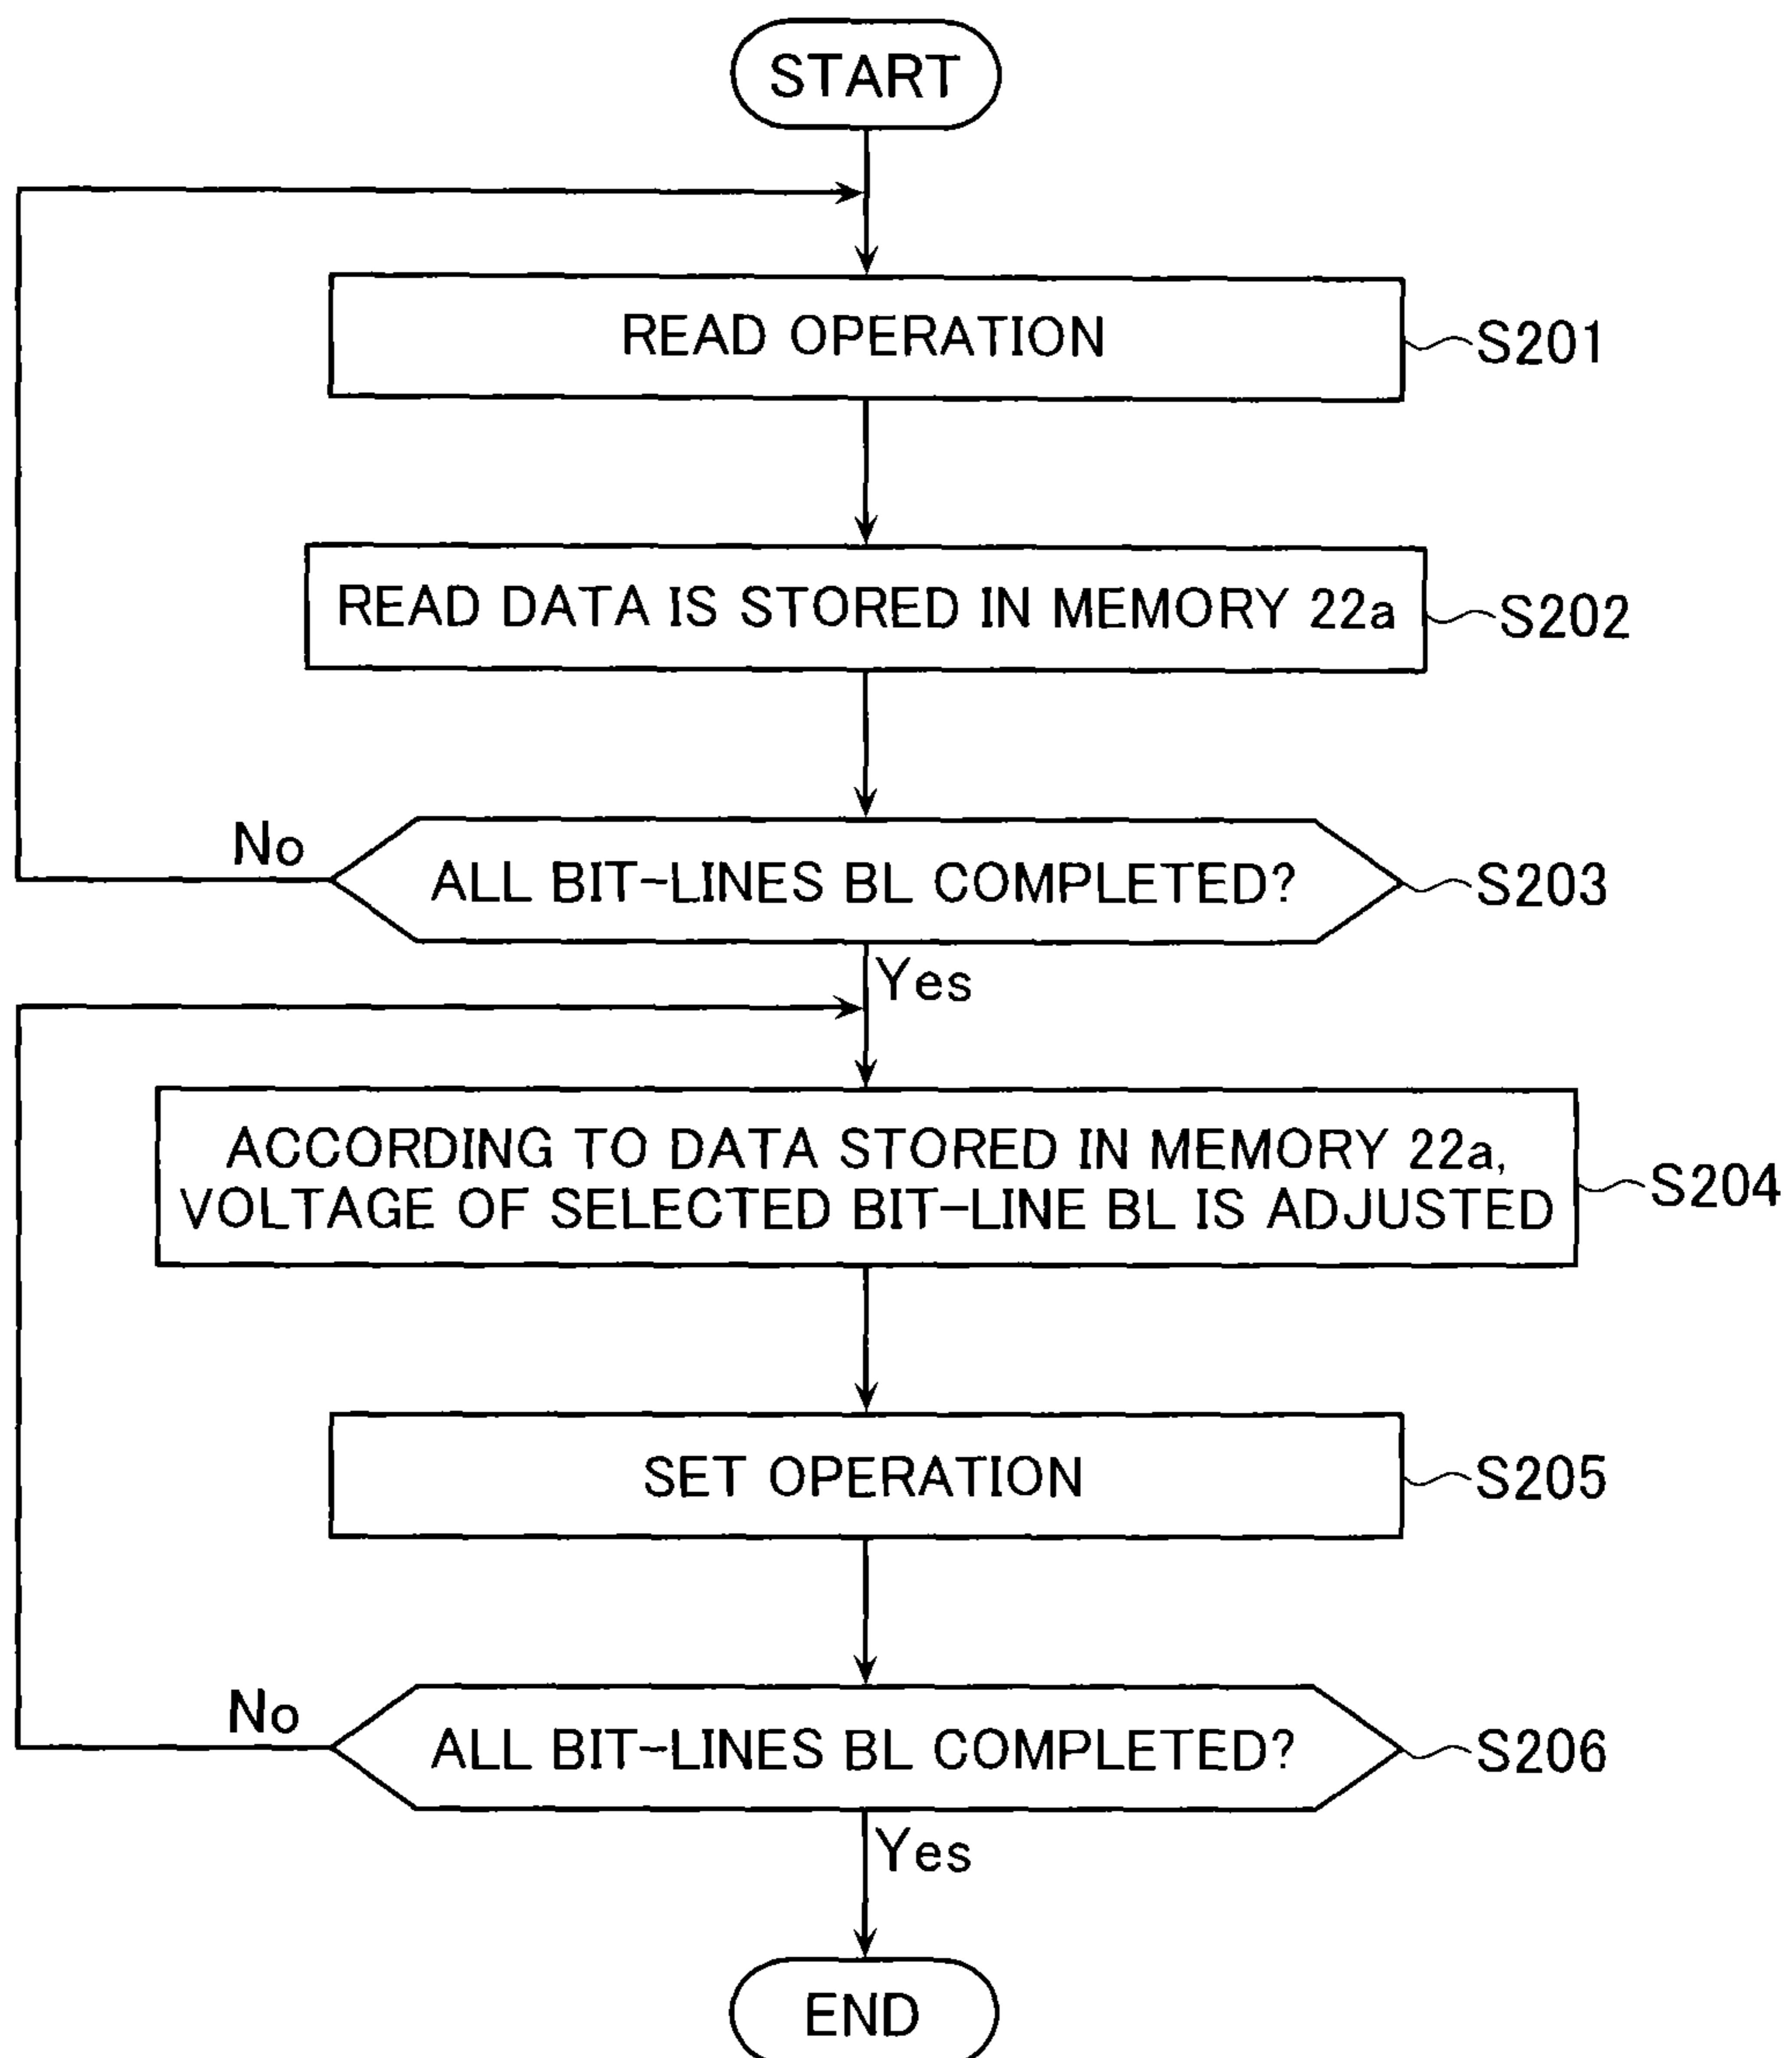 START
READ OPERATION
S201
READ DATA IS STORED IN MEMORY 22a
S202
No
ALL BIT-LINES BL COMPLETED?
S203
Yes
ACCORDING TO DATA STORED IN MEMORY 22a,
VOLTAGE OF SELECTED BIT-LINE BL IS ADJUSTED
S204
SET OPERATION
S205
No
ALL BIT-LINES BL COMPLETED?
S206
Yes
END